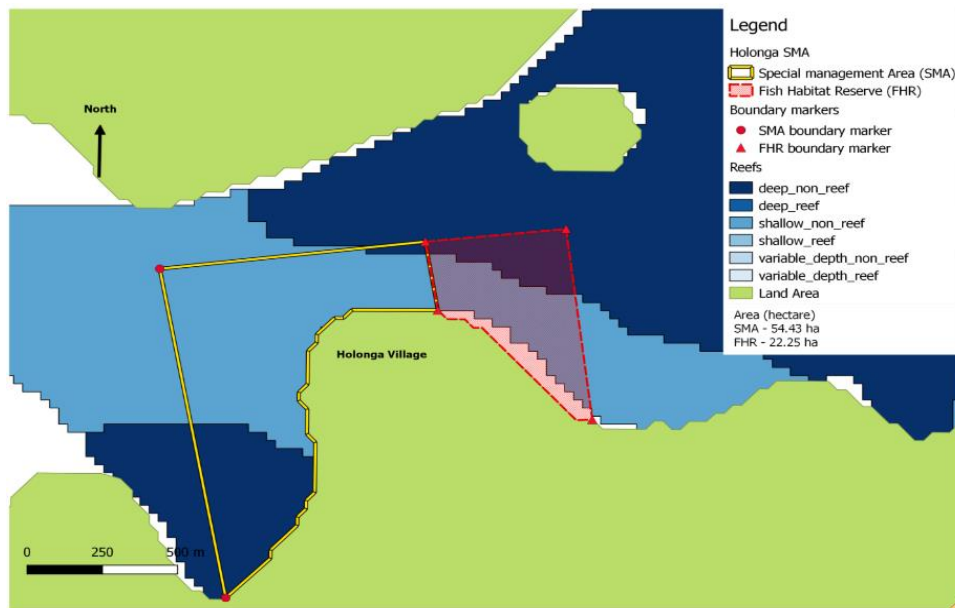 Legend
Holonga SMA
Special management Area (SMA)
Fish Habitat Reserve (FHR)
Boundary markers
SMA boundary marker
FHR boundary marker
Reefs
deep_non_reef
deep_reef
shallow_non_reef
shallow_reef
variable_depth_non_reef
variable_depth_reef
Land Area
Area (hectare)
SMA - 54.43 ha
FHR - 22.25 ha
North
Holonga Village
0 250 500 m